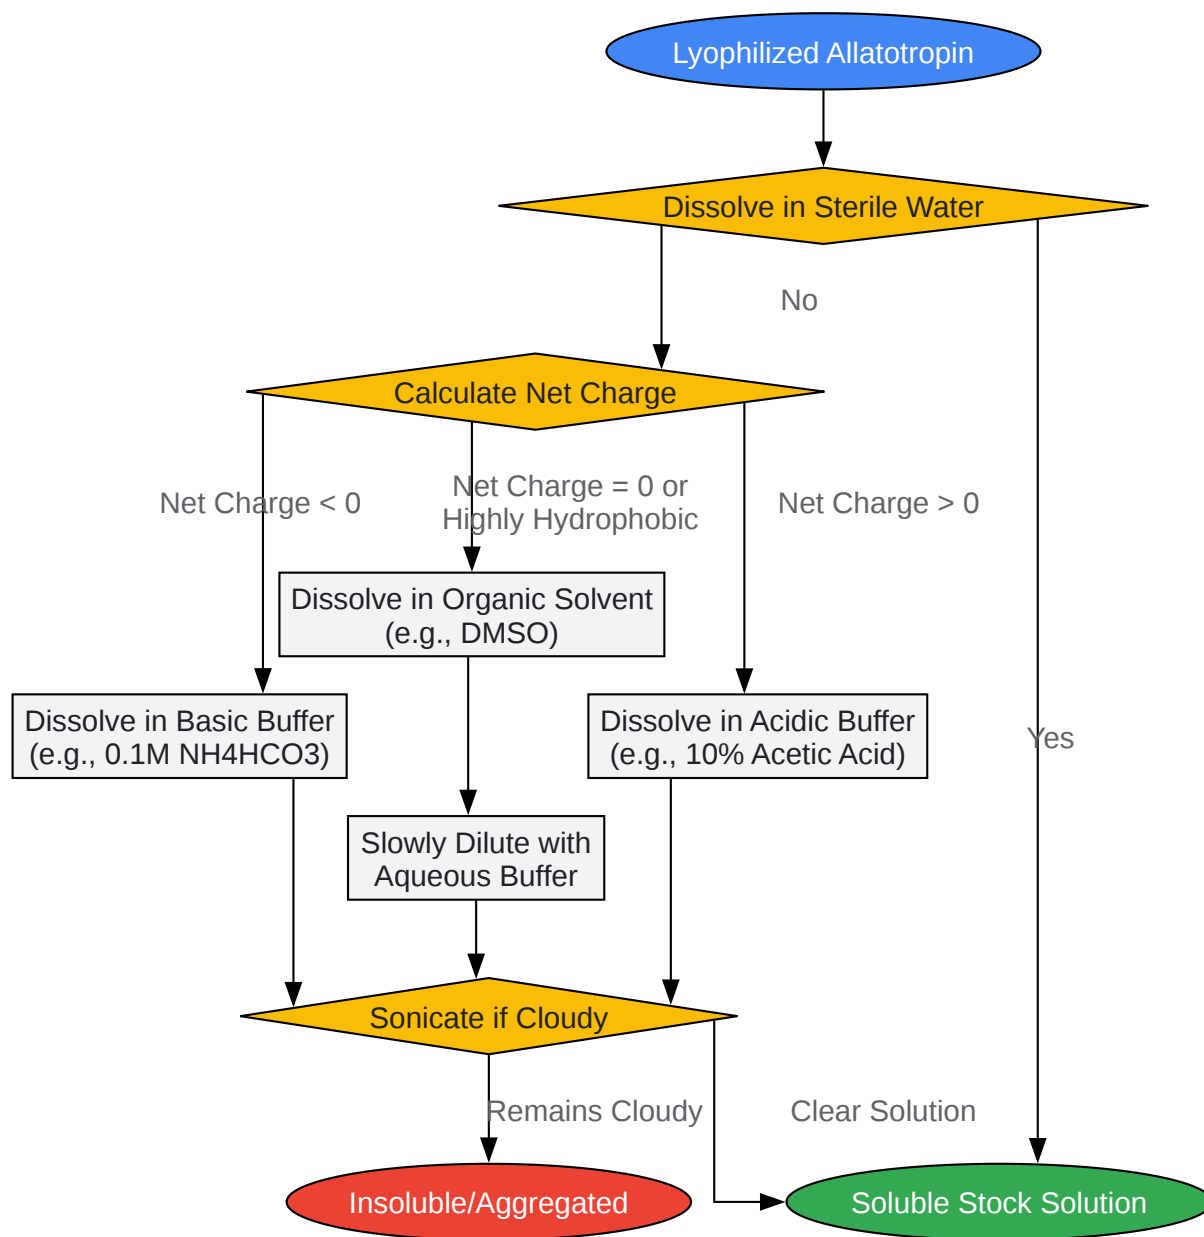 Lyophilized Allatotropin
Dissolve in Sterile Water
No
Calculate Net Charge
Net Charge < 0
Net Charge = 0 or
Highly Hydrophobic
Net Charge > 0
Dissolve in Organic Solvent
(e.g., DMSO)
Dissolve in Basic Buffer
(e.g., 0.1M NH4HCO3)
Dissolve in Acidic Buffer
(e.g., 10% Acetic Acid)
Yes
Slowly Dilute with
Aqueous Buffer
Sonicate if Cloudy
Remains Cloudy
Clear Solution
Insoluble/Aggregated
Soluble Stock Solution